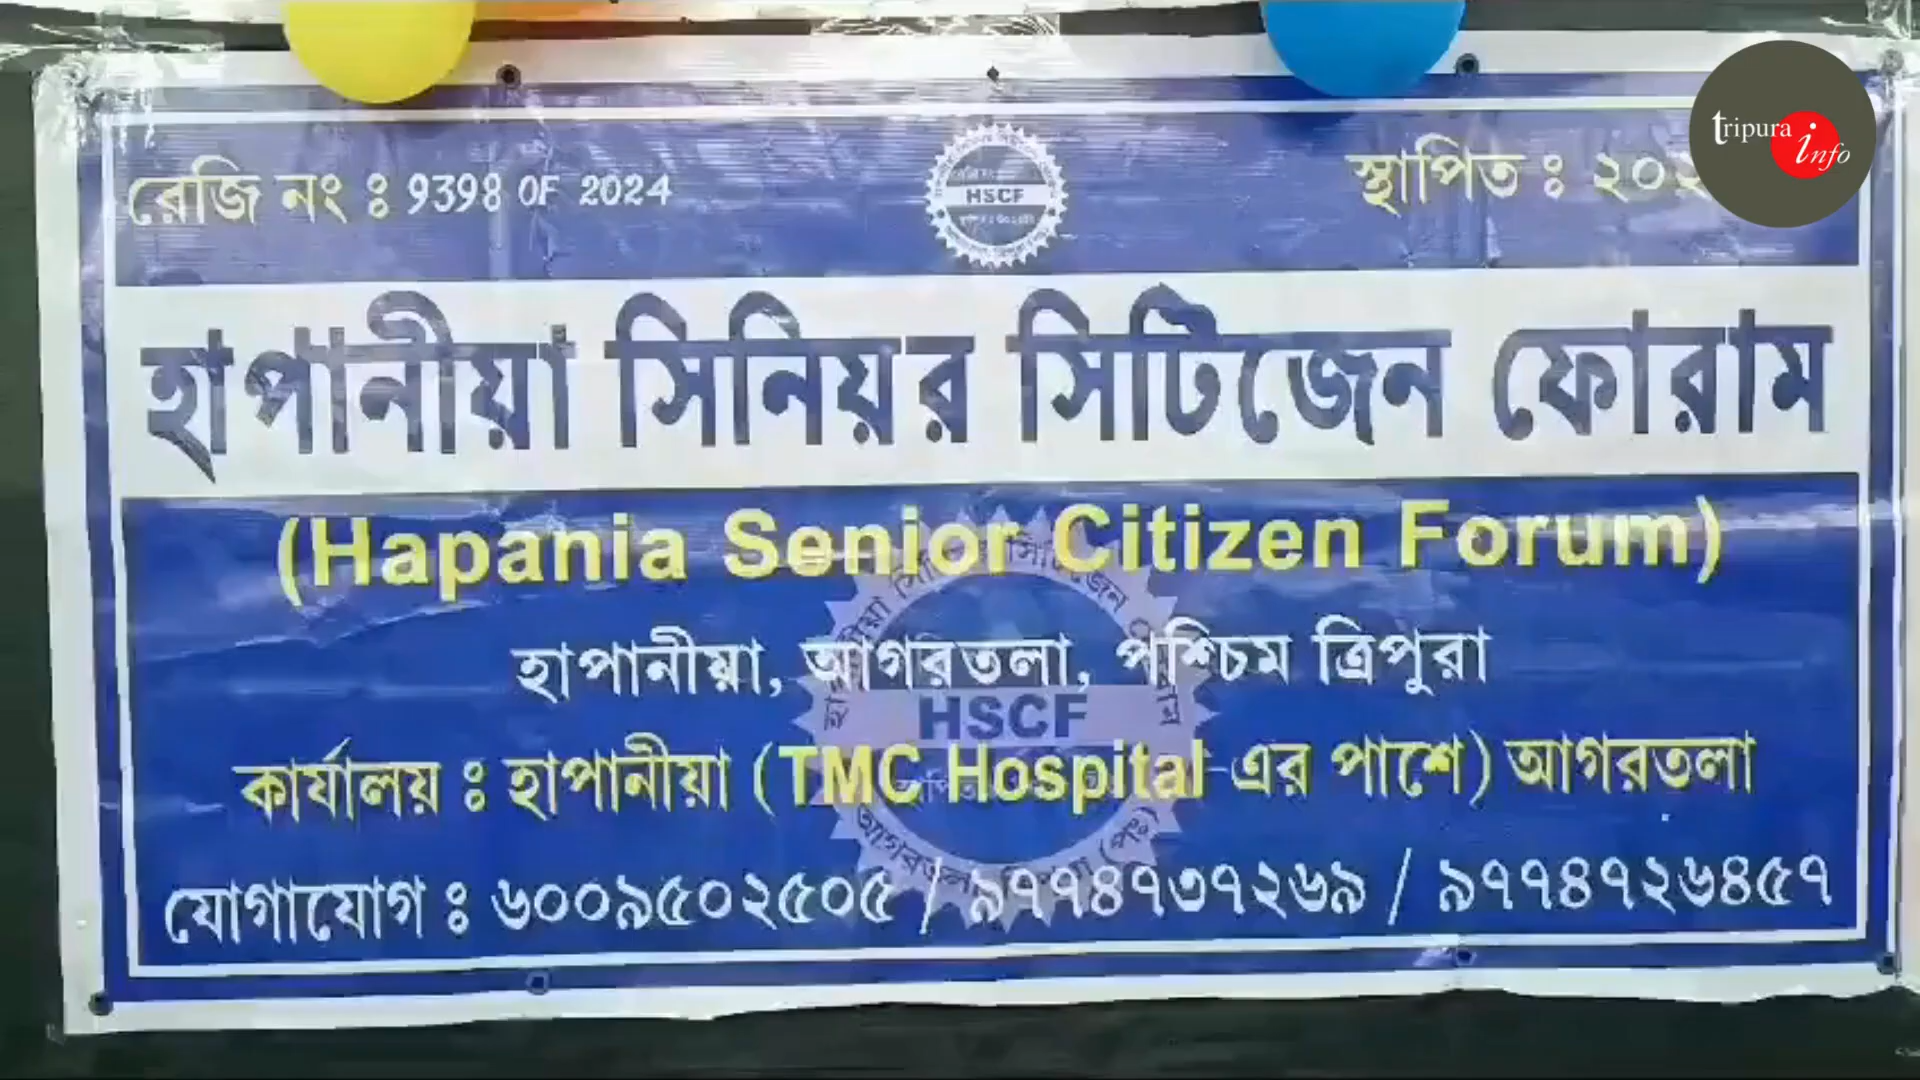 রেজি নং ঃ 9398 OF 2024
HSCF
স্থাপিত ঃ
tripura info
হাপানীয়া সিনিয়র সিটিজেন ফোরাম
(Hapania Senior Citizen Forum)
হাপানীয়া, আগরতলা, পশ্চিম ত্রিপুরা
HSCF
কার্যালয় ঃ হাপানীয়া (TMC Hospital-এর পাশে) আগরতলা
যোগাযোগ ঃ ৬০০৯৫০২৫০৫ / ৯৭৭৪৭৩৭২৬৯ / ৯৭৭৪৭২৬৪৫৭